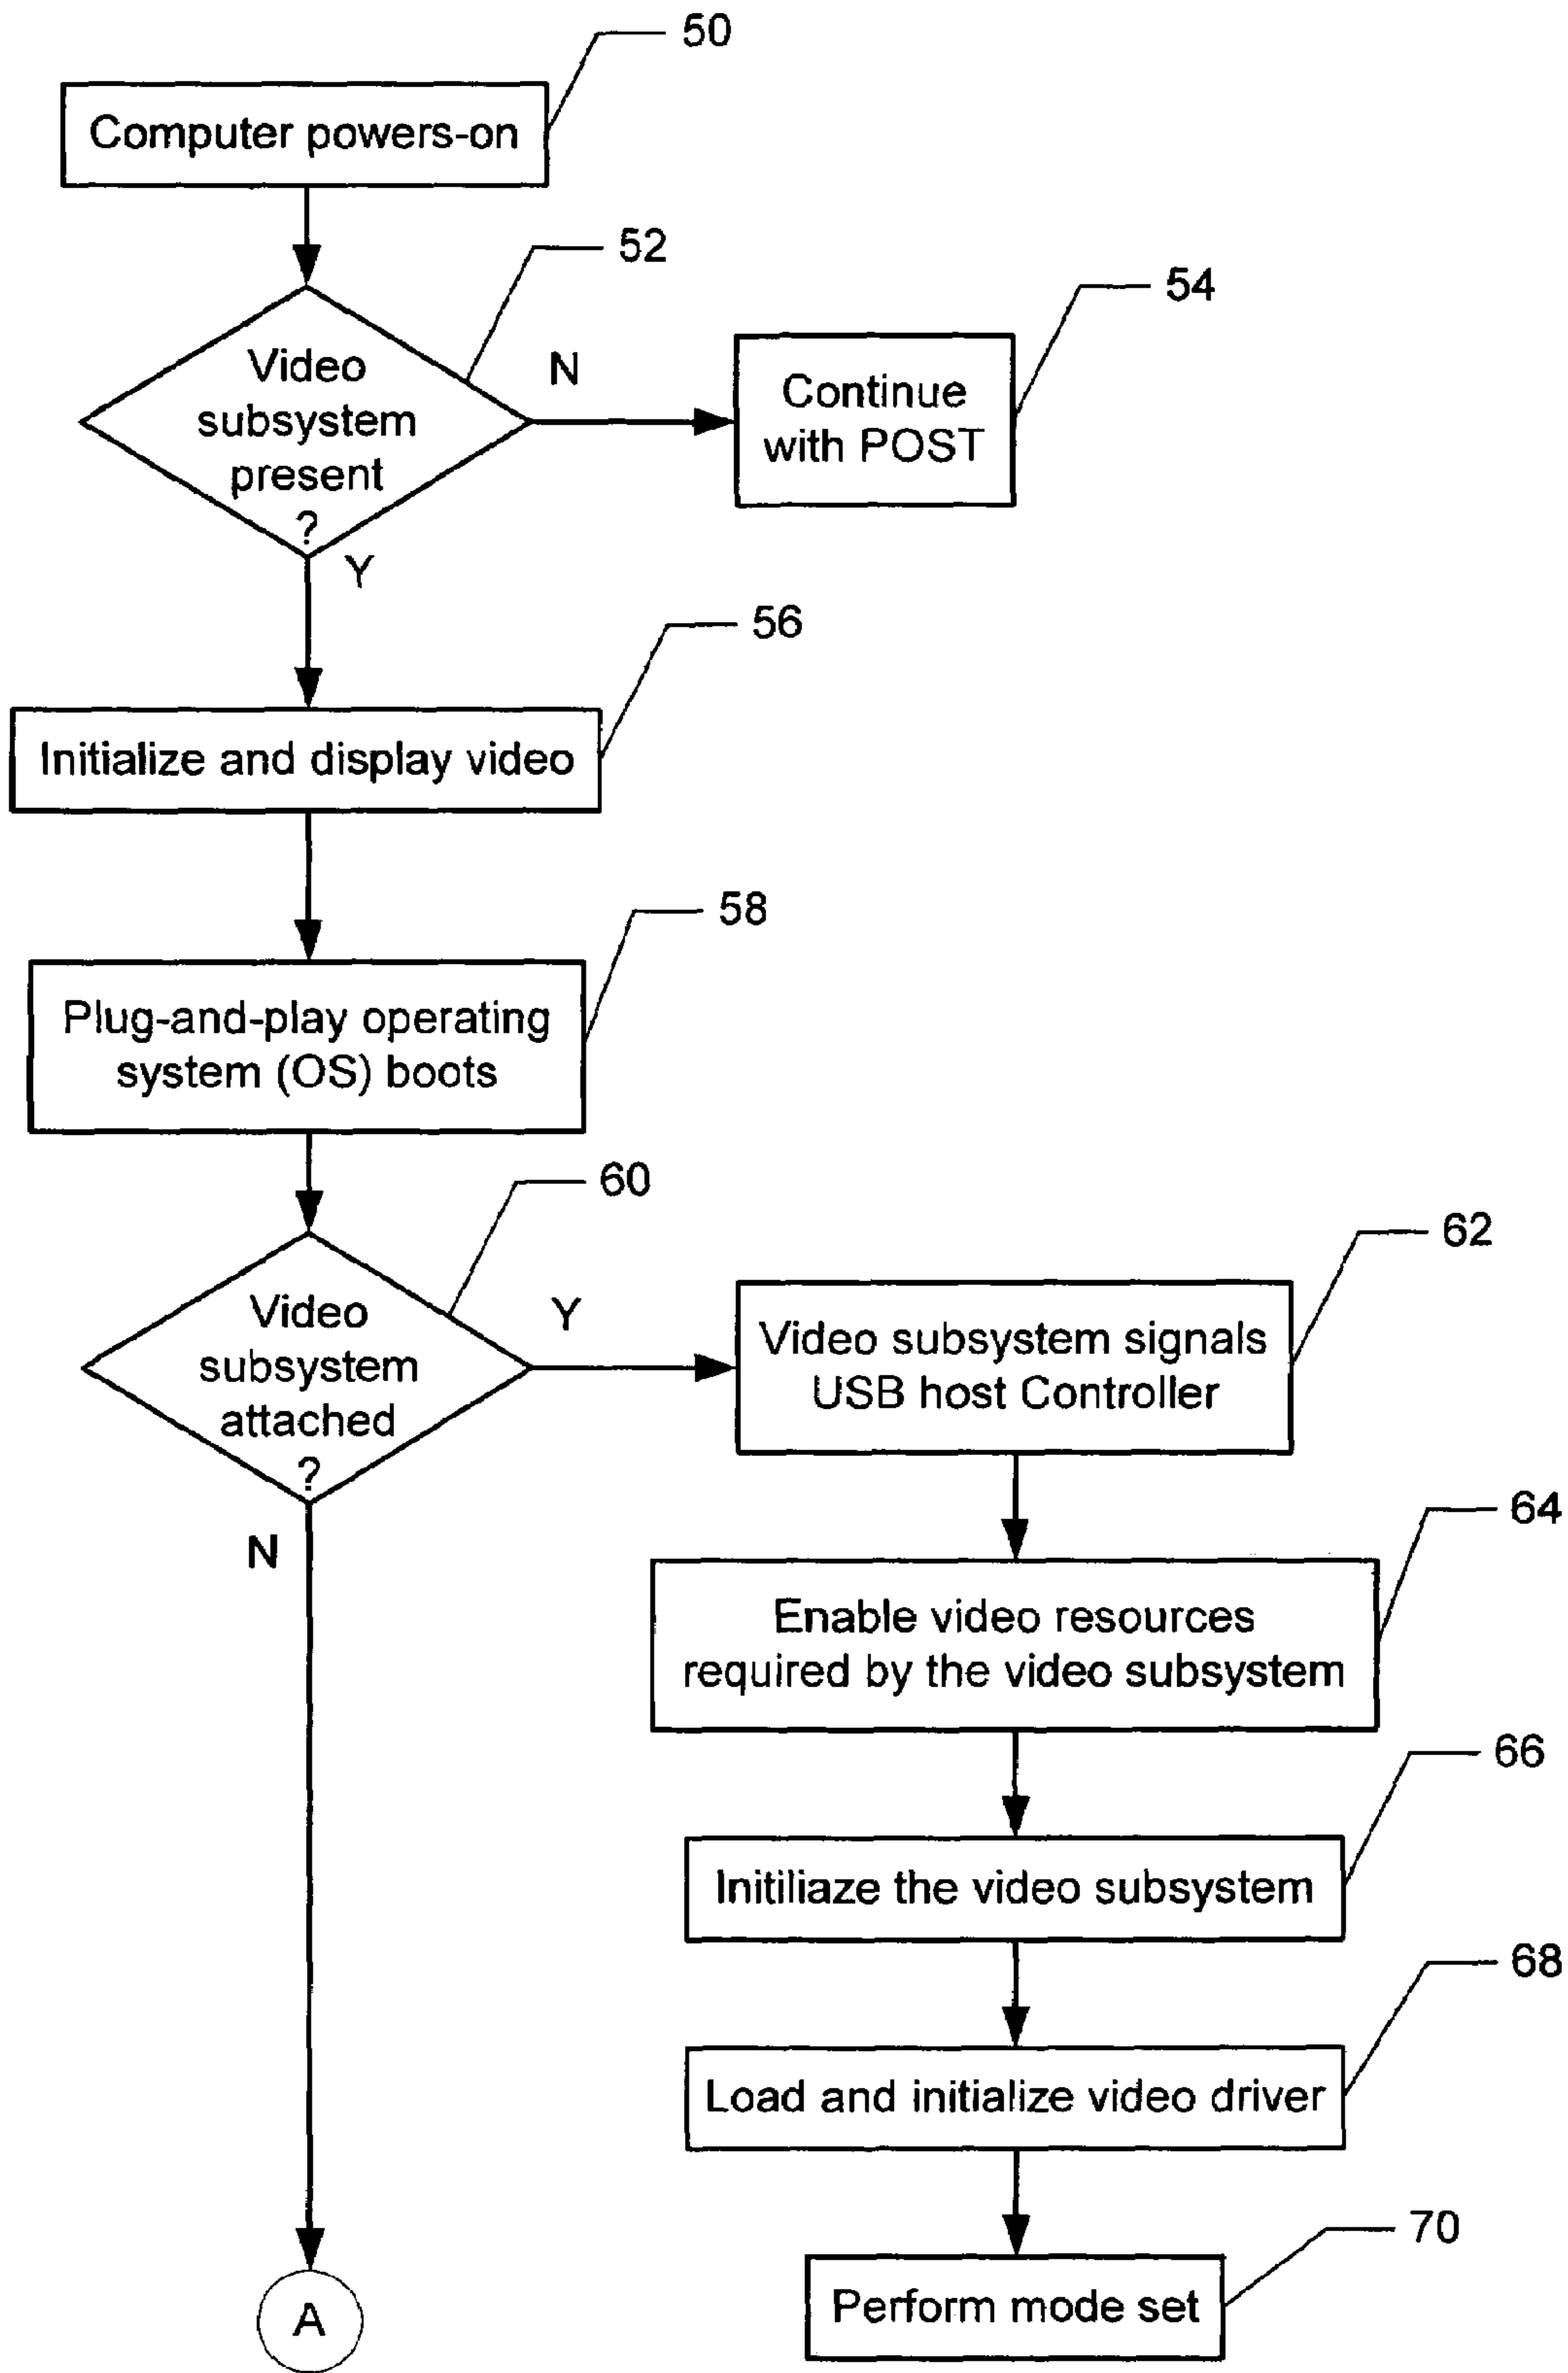 50
Computer powers-on
52
Video
subsystem
present
?
N
Y
54
Continue
with POST
56
Initialize and display video
58
Plug-and-play operating
system (OS) boots
60
Video
subsystem
attached
?
Y
N
62
Video subsystem signals
USB host Controller
64
Enable video resources
required by the video subsystem
66
Initiliaze the video subsystem
68
Load and initialize video driver
70
Perform mode set
A